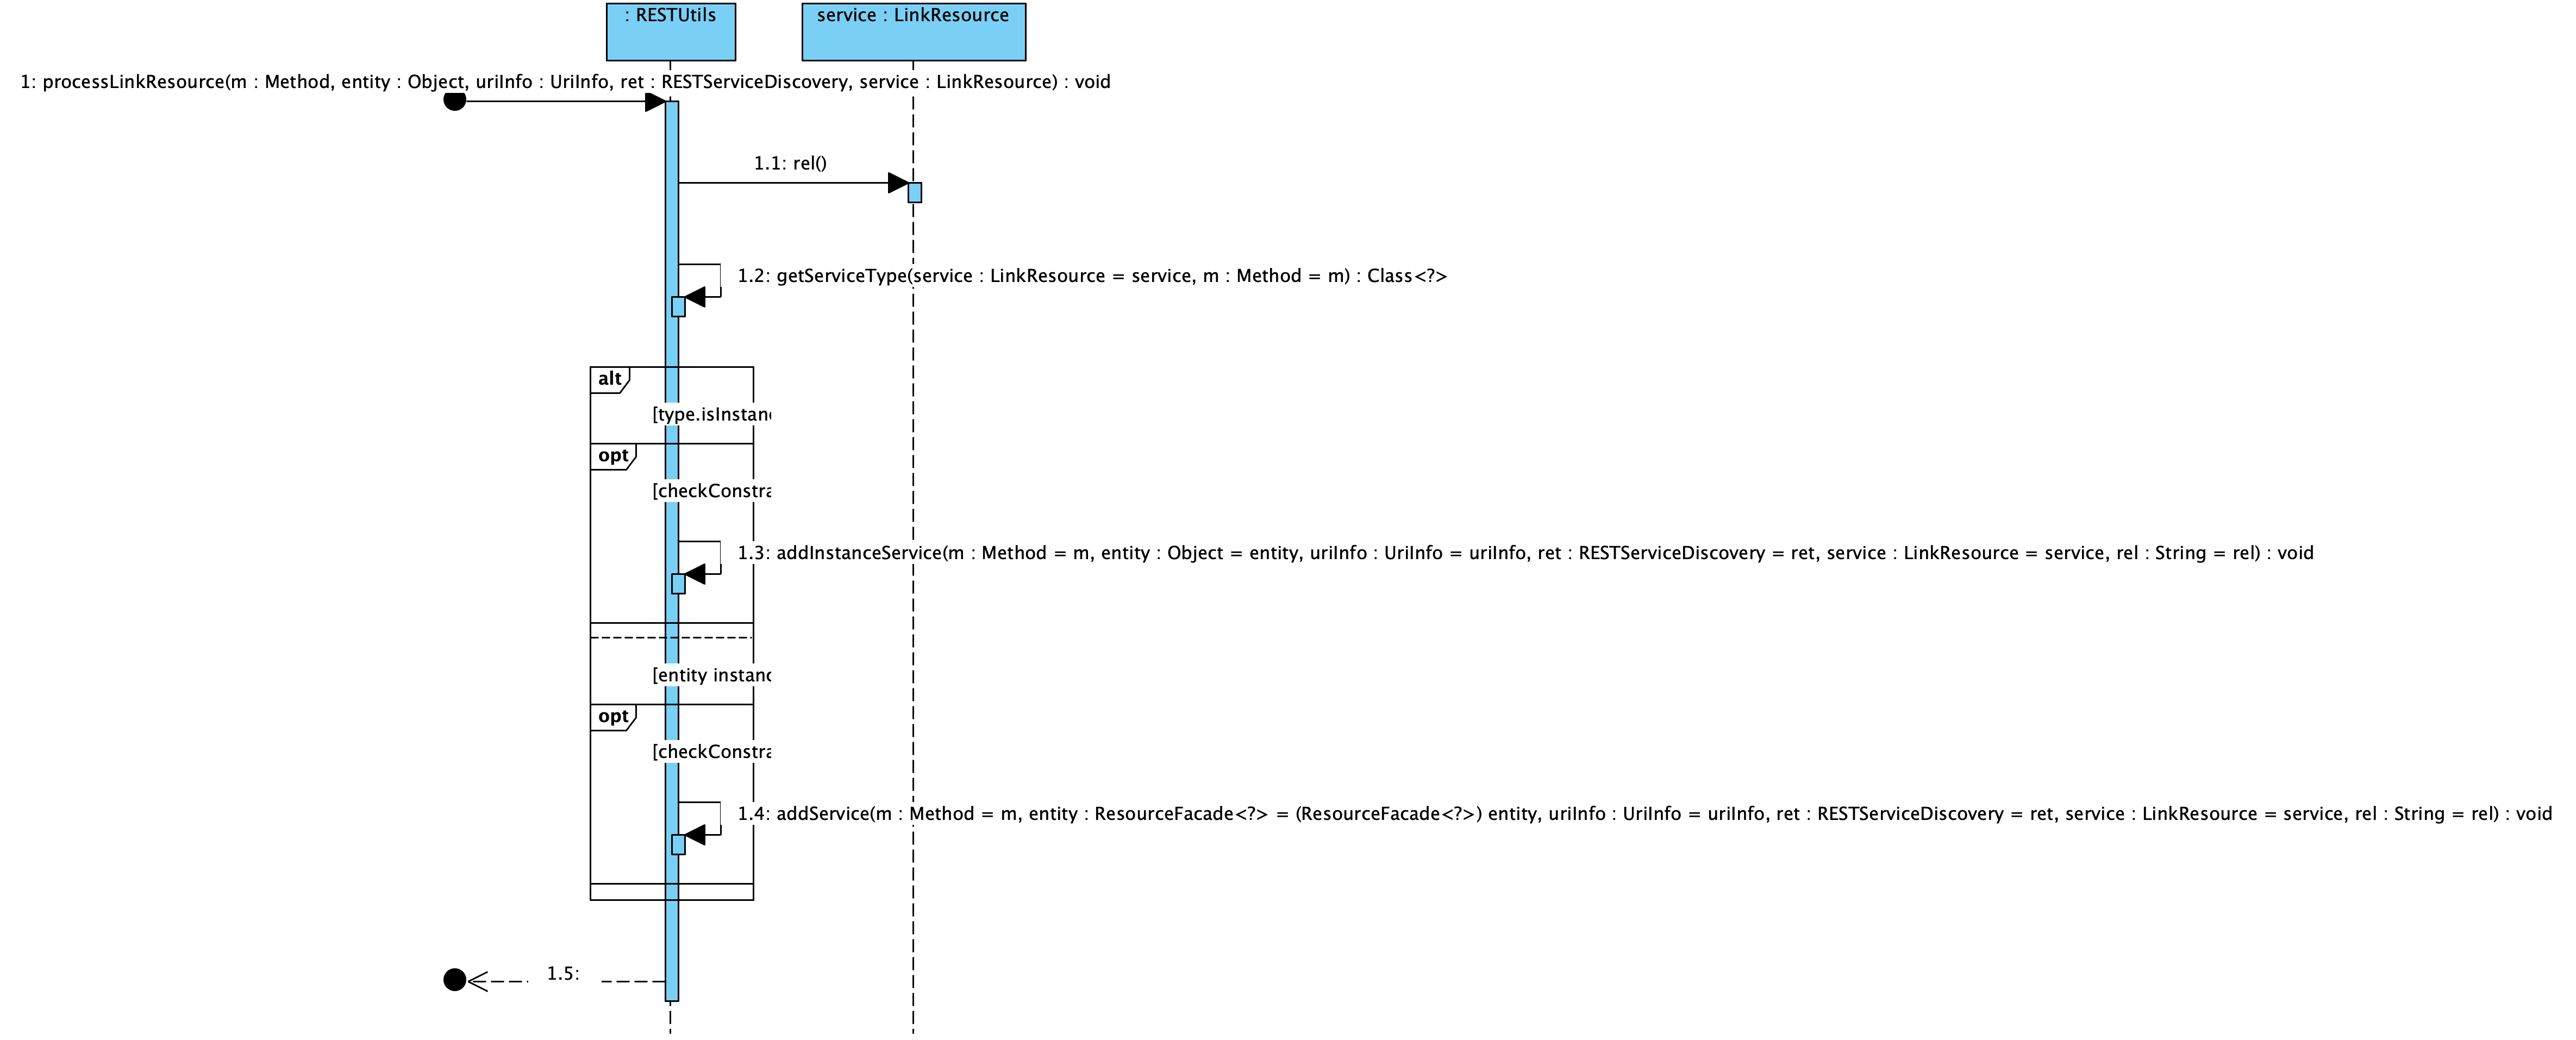 : RESTUtils
service : LinkResource
1: processLinkResource(m : Method, entity : Object, uriInfo : UriInfo, ret : RESTServiceDiscovery, service : LinkResource) : void
1.1: rel()
1.2: getServiceType(service : LinkResource = service, m : Method = m) : Class<?>
alt
[type.isInstan
opt
[checkConstra
1.3: addInstanceService(m : Method = m, entity : Object = entity, uriInfo : UriInfo = uriInfo, ret : RESTServiceDiscovery = ret, service : LinkResource = service, rel : String = rel) : void
[entity instanc
opt
[checkConstra
1.4: addService(m : Method = m, entity : ResourceFacade<?> = (ResourceFacade<?>) entity, uriInfo : UriInfo = uriInfo, ret : RESTServiceDiscovery = ret, service : LinkResource = service, rel : String = rel) : void
1.5: